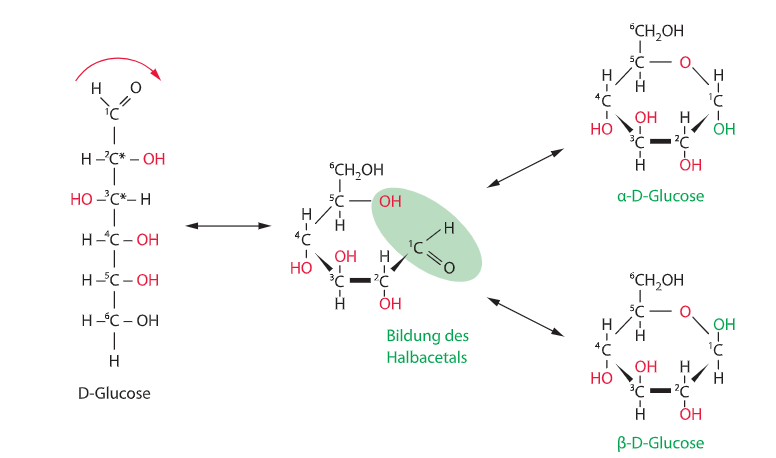 H O
¹C
H –²C* – OH
HO –³C* – H
H –⁴C – OH
H –⁵C – OH
H –⁶C – OH
H
D-Glucose
⁶CH₂OH
⁵C OH
H H
⁴C ¹C H
HO OH H O
³C ²C
H OH
Bildung des
Halbacetals
⁶CH₂OH
⁵C O
H H H
⁴C ¹C
HO OH H OH
³C ²C
H OH
α-D-Glucose
⁶CH₂OH
⁵C O OH
H H
⁴C ¹C
HO OH H H
³C ²C
H OH
β-D-Glucose